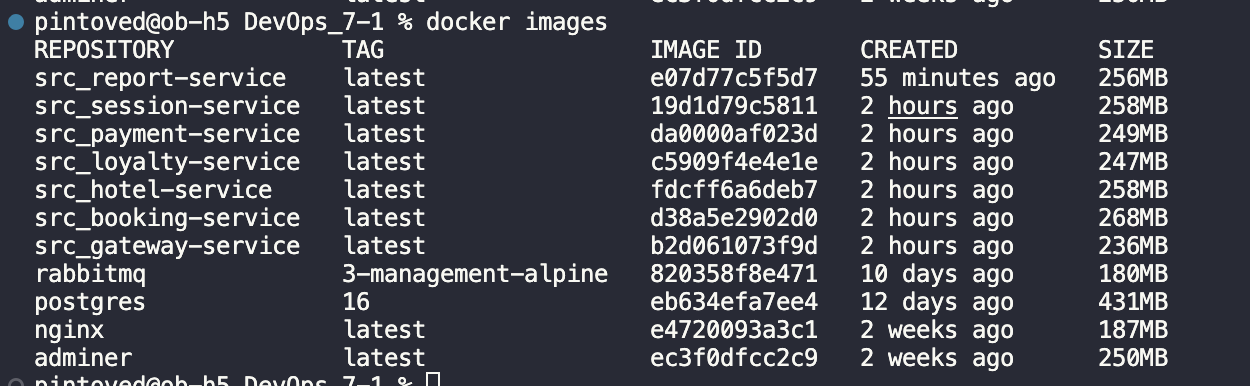 pintoved@ob-h5 DevOps_7-1 % docker images
REPOSITORY TAG IMAGE ID CREATED SIZE
src_report-service latest e07d77c5f5d7 55 minutes ago 256MB
src_session-service latest 19d1d79c5811 2 hours ago 258MB
src_payment-service latest da0000af023d 2 hours ago 249MB
src_loyalty-service latest c5909f4e4e1e 2 hours ago 247MB
src_hotel-service latest fdcff6a6deb7 2 hours ago 258MB
src_booking-service latest d38a5e2902d0 2 hours ago 268MB
src_gateway-service latest b2d061073f9d 2 hours ago 236MB
rabbitmq 3-management-alpine 820358f8e471 10 days ago 180MB
postgres 16 eb634efa7ee4 12 days ago 431MB
nginx latest e4720093a3c1 2 weeks ago 187MB
adminer latest ec3f0dfcc2c9 2 weeks ago 250MB
pintoved@ob-h5 DevOps_7-1 %